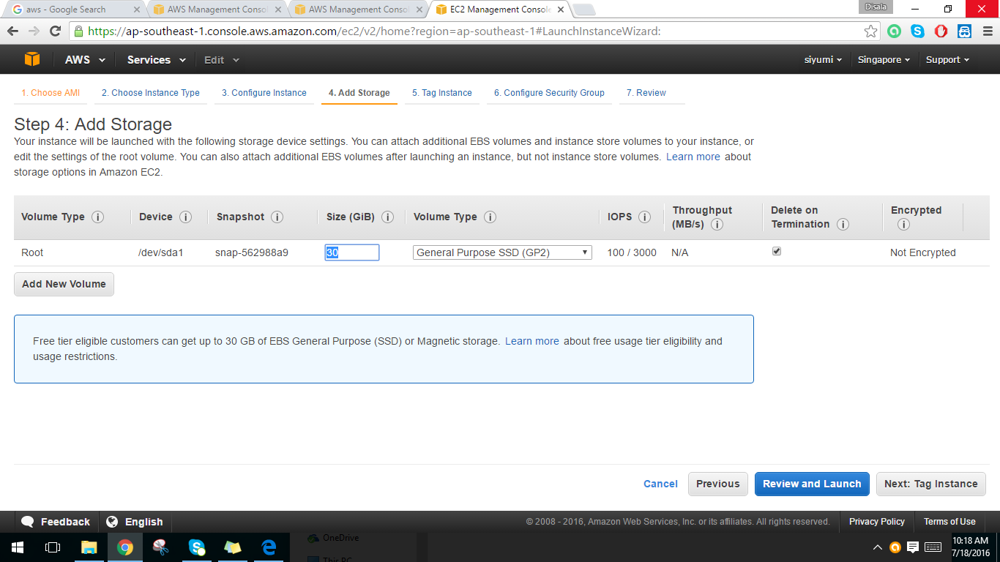 aws - Google Search
AWS Management Consol
AWS Management Consol
EC2 Management Console
Disala
https://ap-southeast-1.console.aws.amazon.com/ec2/v2/home?region=ap-southeast-1#LaunchInstanceWizard:
AWS Services Edit siyumi Singapore Support
1. Choose AMI 2. Choose Instance Type 3. Configure Instance 4. Add Storage 5. Tag Instance 6. Configure Security Group 7. Review
Step 4: Add Storage
Your instance will be launched with the following storage device settings. You can attach additional EBS volumes and instance store volumes to your instance, or
edit the settings of the root volume. You can also attach additional EBS volumes after launching an instance, but not instance store volumes. Learn more about
storage options in Amazon EC2.
Volume Type Device Snapshot Size (GiB) Volume Type IOPS Throughput (MB/s) Delete on Termination Encrypted
Root /dev/sda1 snap-562988a9 30 General Purpose SSD (GP2) 100 / 3000 N/A Not Encrypted
Add New Volume
Free tier eligible customers can get up to 30 GB of EBS General Purpose (SSD) or Magnetic storage. Learn more about free usage tier eligibility and
usage restrictions.
Cancel Previous Review and Launch Next: Tag Instance
Feedback English © 2008 - 2016, Amazon Web Services, Inc. or its affiliates. All rights reserved. Privacy Policy Terms of Use
OneDrive
This PC
10:18 AM
7/18/2016